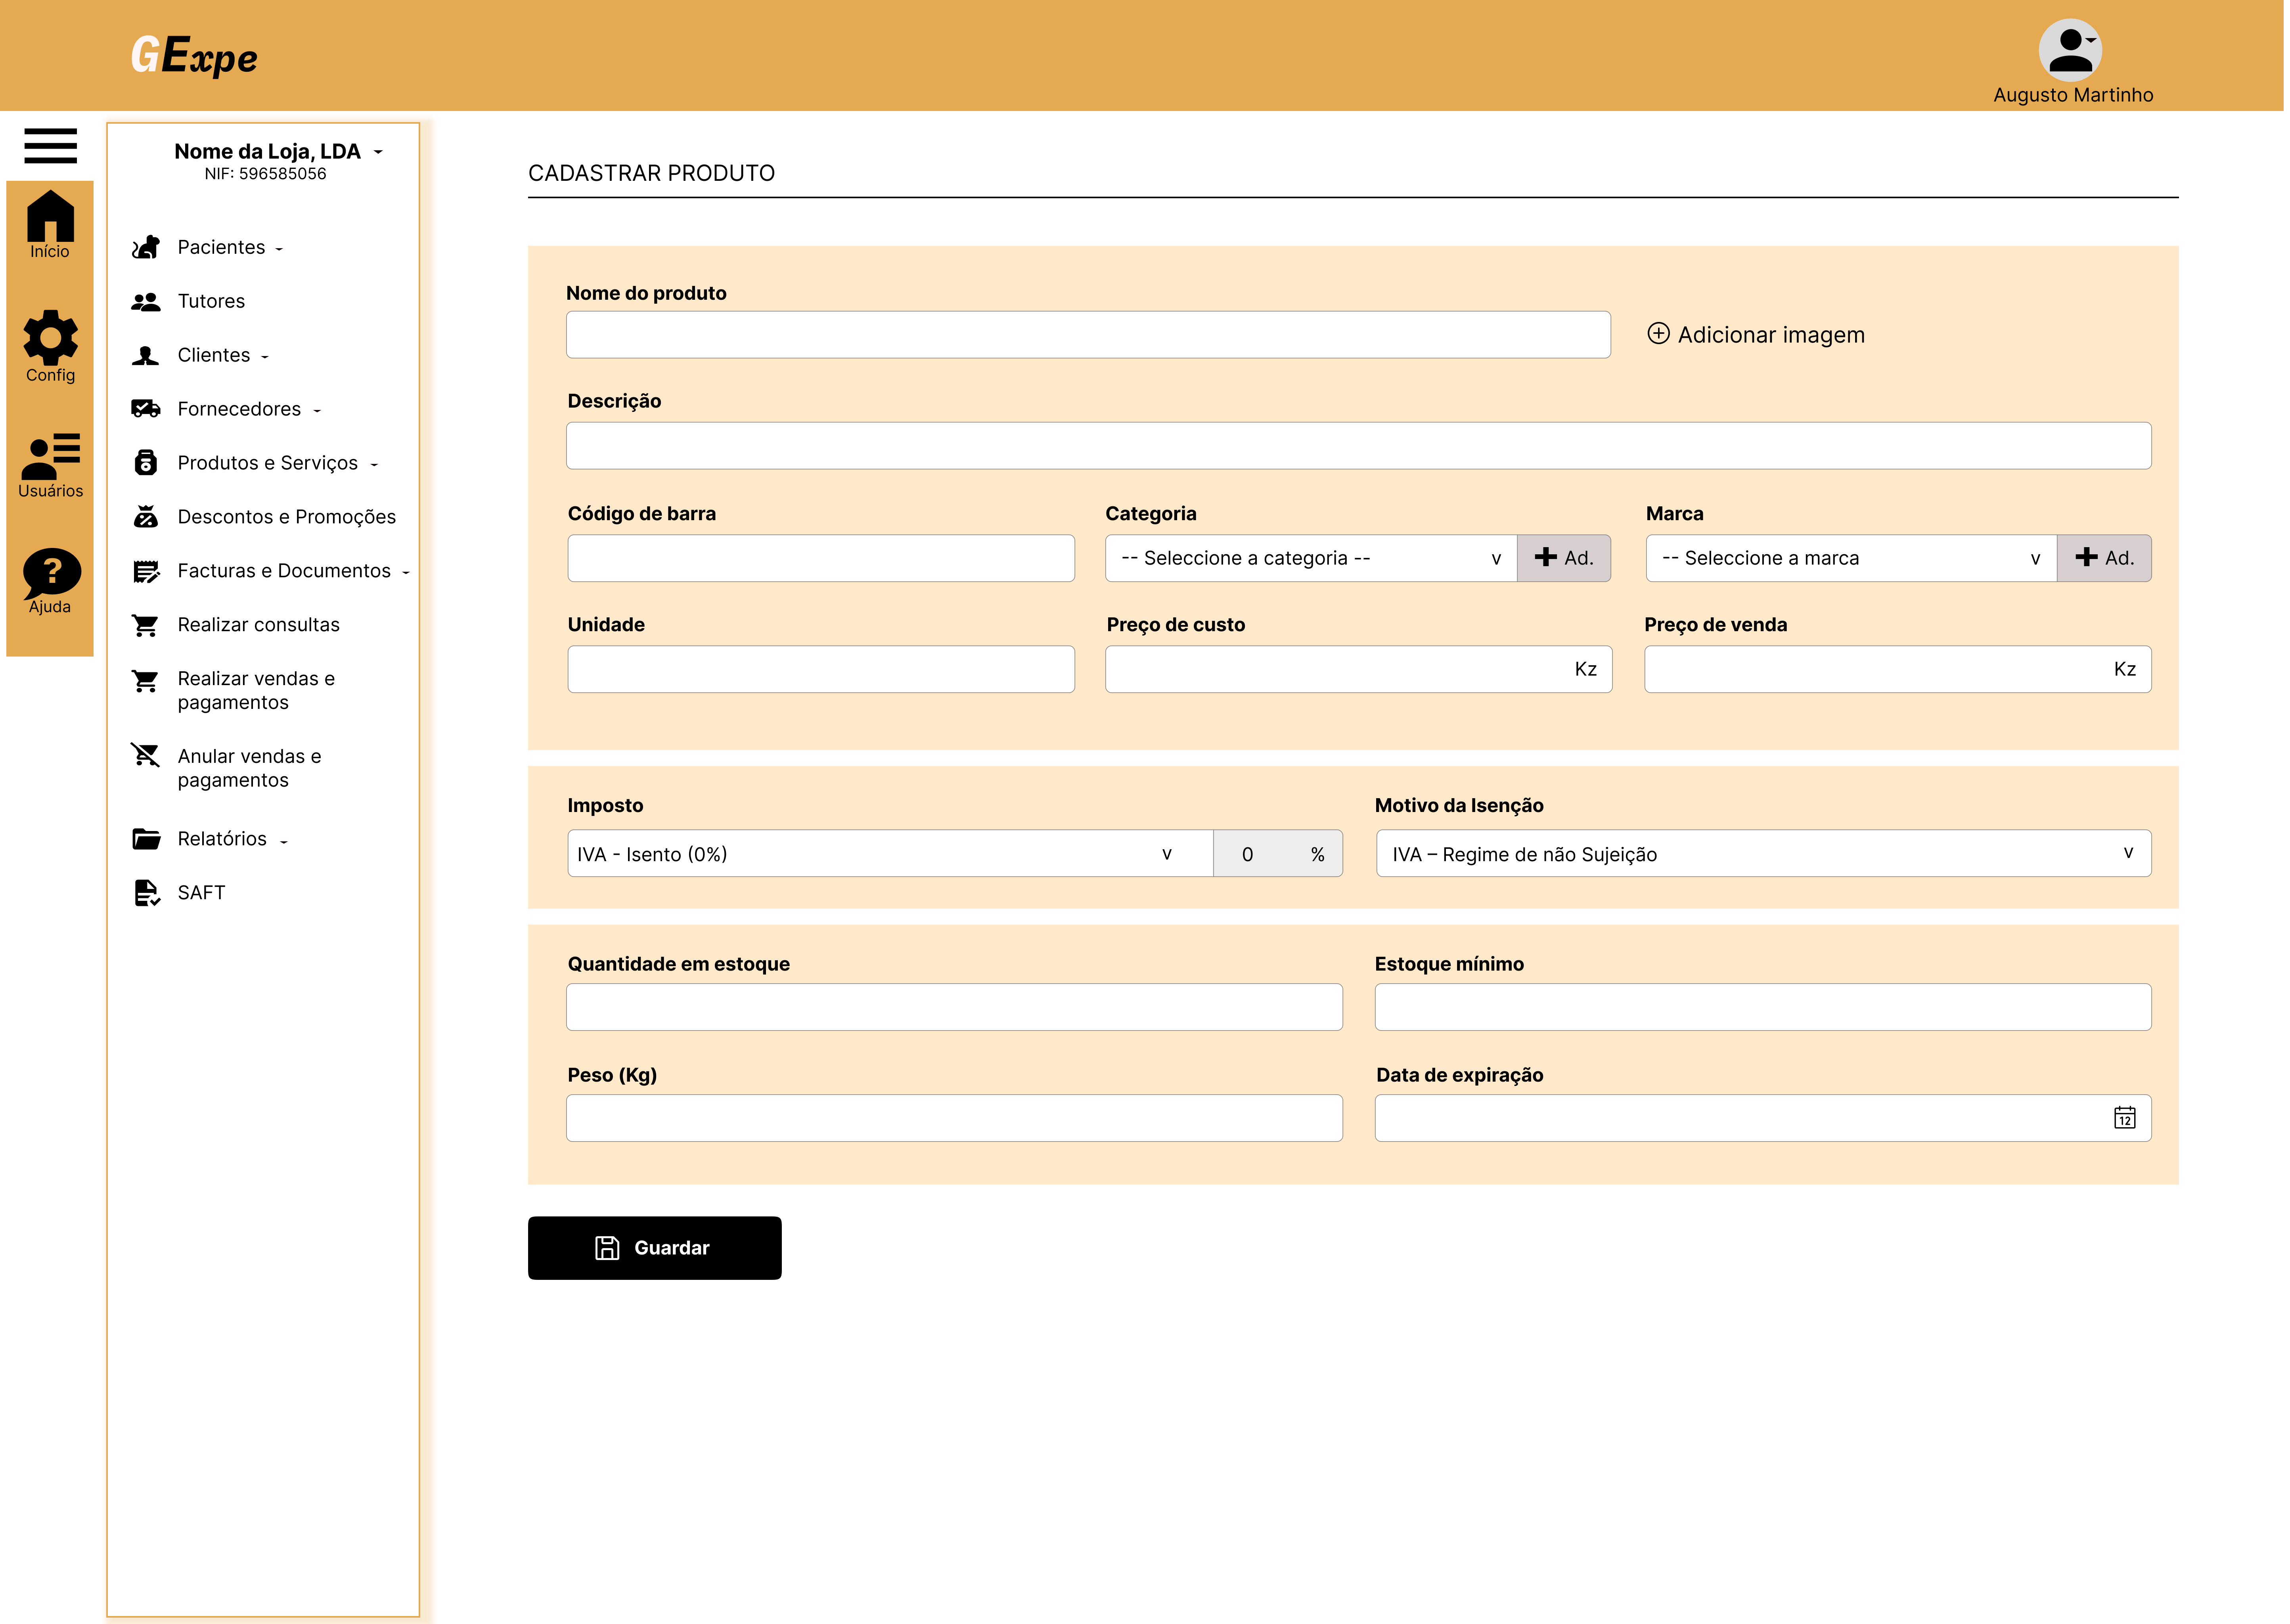 GExpe
Augusto Martinho
Início
Config
Usuários
Ajuda
Nome da Loja, LDA
NIF: 596585056
Pacientes
Tutores
Clientes
Fornecedores
Produtos e Serviços
Descontos e Promoções
Facturas e Documentos
Realizar consultas
Realizar vendas e
pagamentos
Anular vendas e
pagamentos
Relatórios
SAFT
CADASTRAR PRODUTO
Nome do produto
Adicionar imagem
Descrição
Código de barra
Categoria
Marca
-- Seleccione a categoria -- v
Ad.
-- Seleccione a marca v
Ad.
Unidade
Preço de custo
Preço de venda
Kz
Kz
Imposto
Motivo da Isenção
IVA - Isento (0%) v
0 %
IVA – Regime de não Sujeição v
Quantidade em estoque
Estoque mínimo
Peso (Kg)
Data de expiração
12
Guardar